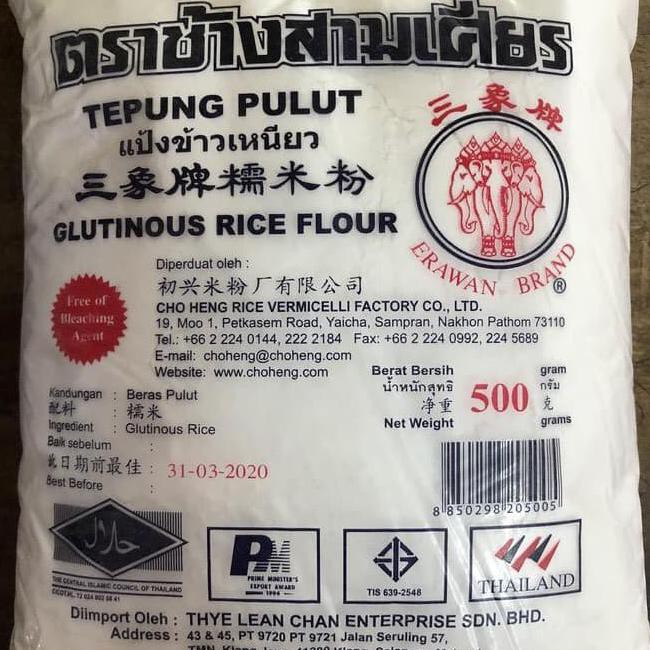 ตราช้างสามเศียร
TEPUNG PULUT
แป้งข้าวเหนียว
三象牌糯米粉
GLUTINOUS RICE FLOUR
三象牌
ERAWAN BRAND
®
Free of
Bleaching
Agent
Diperduat oleh :
初兴米粉厂有限公司
CHO HENG RICE VERMICELLI FACTORY CO., LTD.
19, Moo 1, Petkasem Road, Yaicha, Sampran, Nakhon Pathom 73110
Tel.: +66 2 224 0144, 222 2184 Fax: +66 2 224 0992, 224 5689
E-mail: choheng@choheng.com
Website: www.choheng.com
Berat Bersih gram
น้ำหนักสุทธิ 500 กรัม
净重 克
Net Weight grams
Kandungan : Beras Pulut
配料 : 糯米
Ingredient : Glutinous Rice
Baik sebelum :
此日期前最佳 : 31-03-2020
Best Before :
8 850298 205005
حلال
THE CENTRAL ISLAMIC COUNCIL OF THAILAND
PM
PRIME MINISTER'S
EXPORT AWARD
1994
TIS 639-2548
THAILAND
Diimport Oleh : THYE LEAN CHAN ENTERPRISE SDN. BHD.
Address : 43 & 45, PT 9720 PT 9721 Jalan Seruling 57,